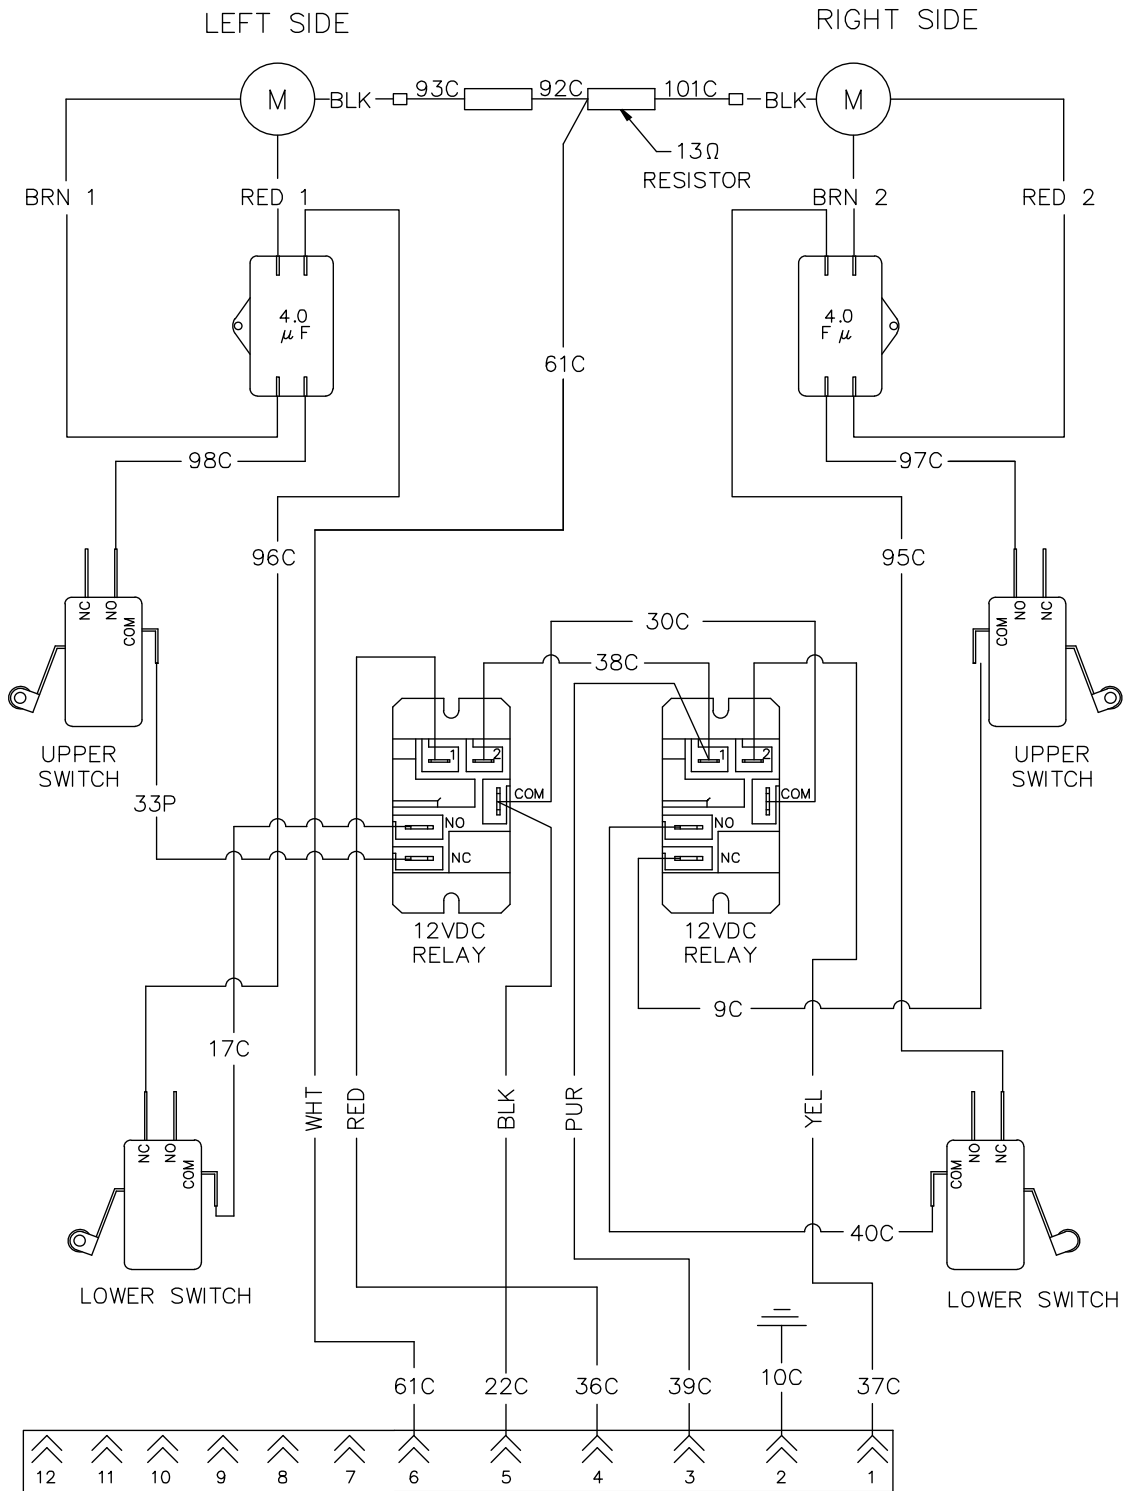 LEFT SIDE
RIGHT SIDE
M
BLK
93C
92C
101C
BLK
M
13Ω
RESISTOR
BRN 1
RED 1
BRN 2
RED 2
4.0
µ F
4.0
F µ
61C
98C
97C
96C
95C
NC
NO
COM
COM
NO
NC
30C
38C
UPPER
SWITCH
UPPER
SWITCH
1
2
1
2
COM
COM
33P
NO
NO
NC
NC
12VDC
RELAY
12VDC
RELAY
9C
17C
WHT
RED
BLK
PUR
YEL
NC
NO
COM
COM
NO
NC
40C
LOWER SWITCH
LOWER SWITCH
61C
22C
36C
39C
10C
37C
12
11
10
9
8
7
6
5
4
3
2
1